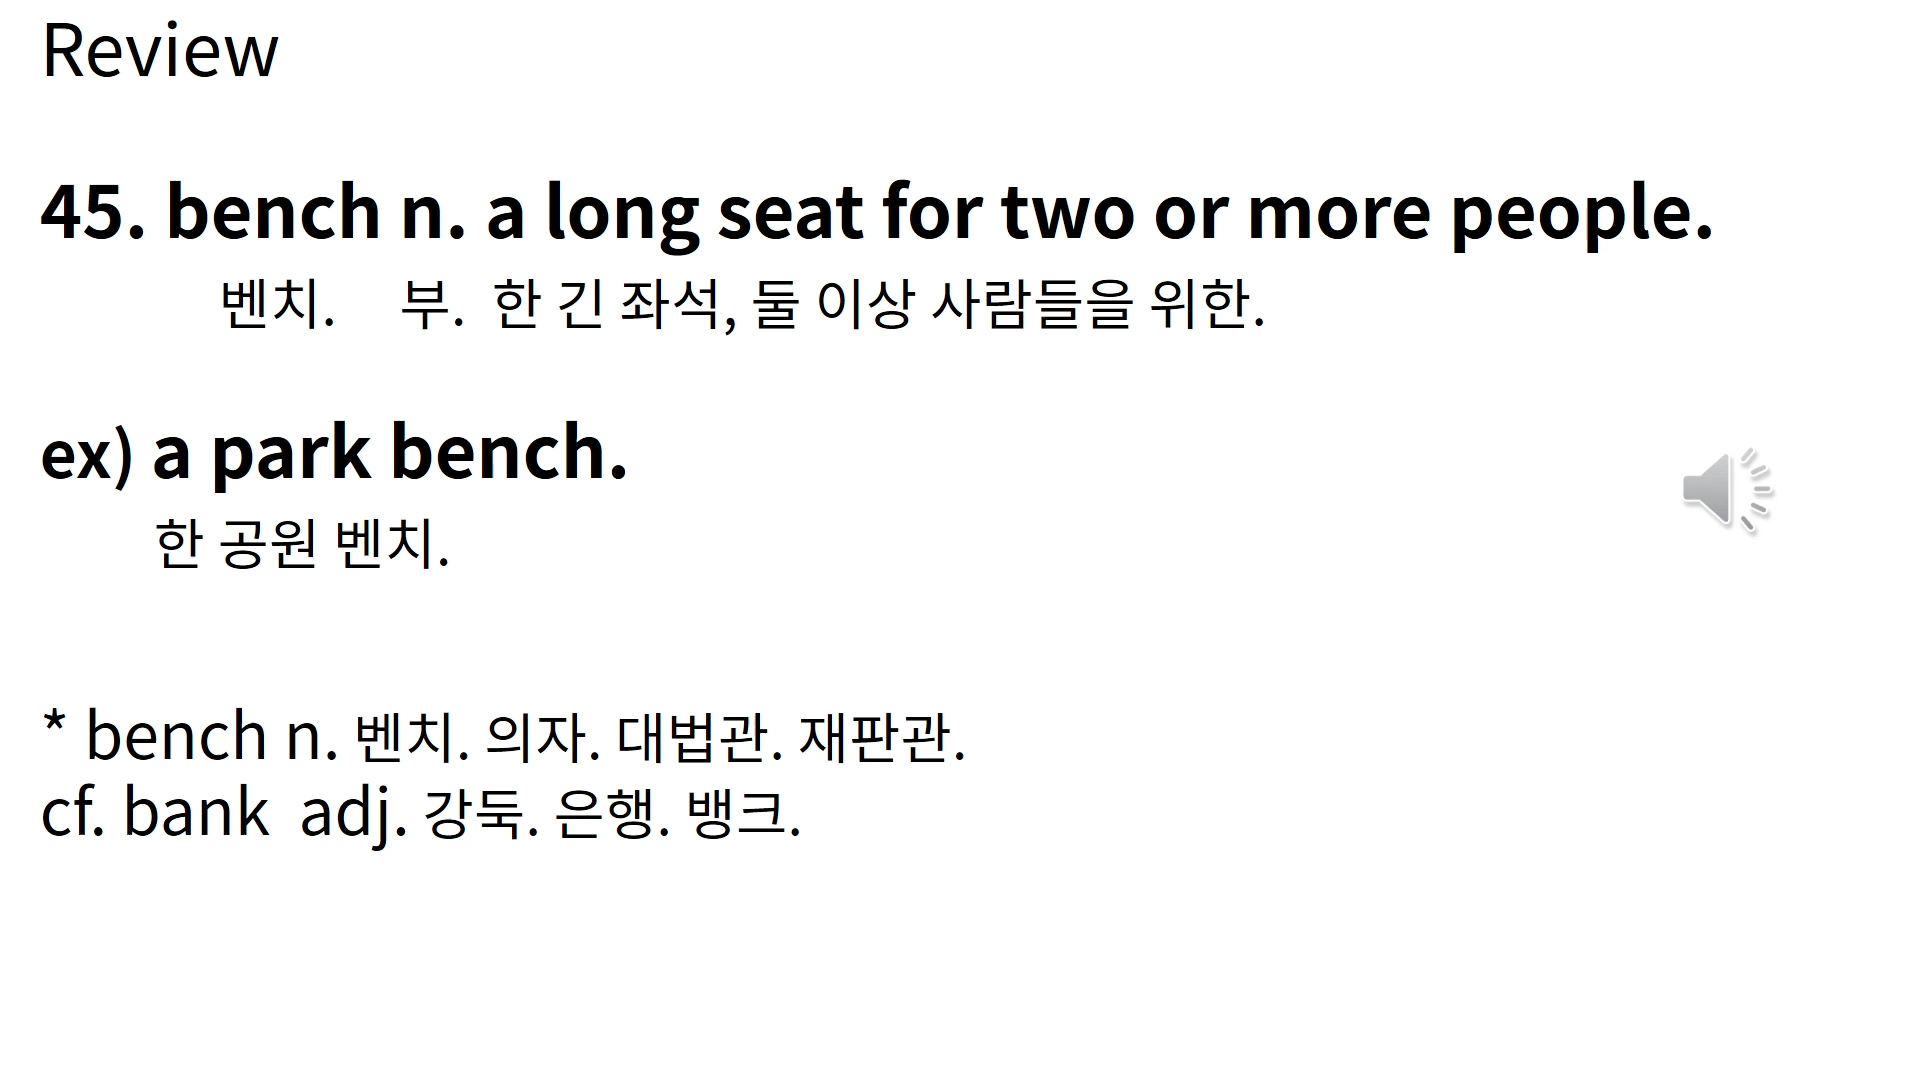 Review
45. bench n. a long seat for two or more people.
벤치. 부. 한 긴 좌석, 둘 이상 사람들을 위한.
ex) a park bench.
한 공원 벤치.
* bench n. 벤치. 의자. 대법관. 재판관.
cf. bank adj. 강둑. 은행. 뱅크.